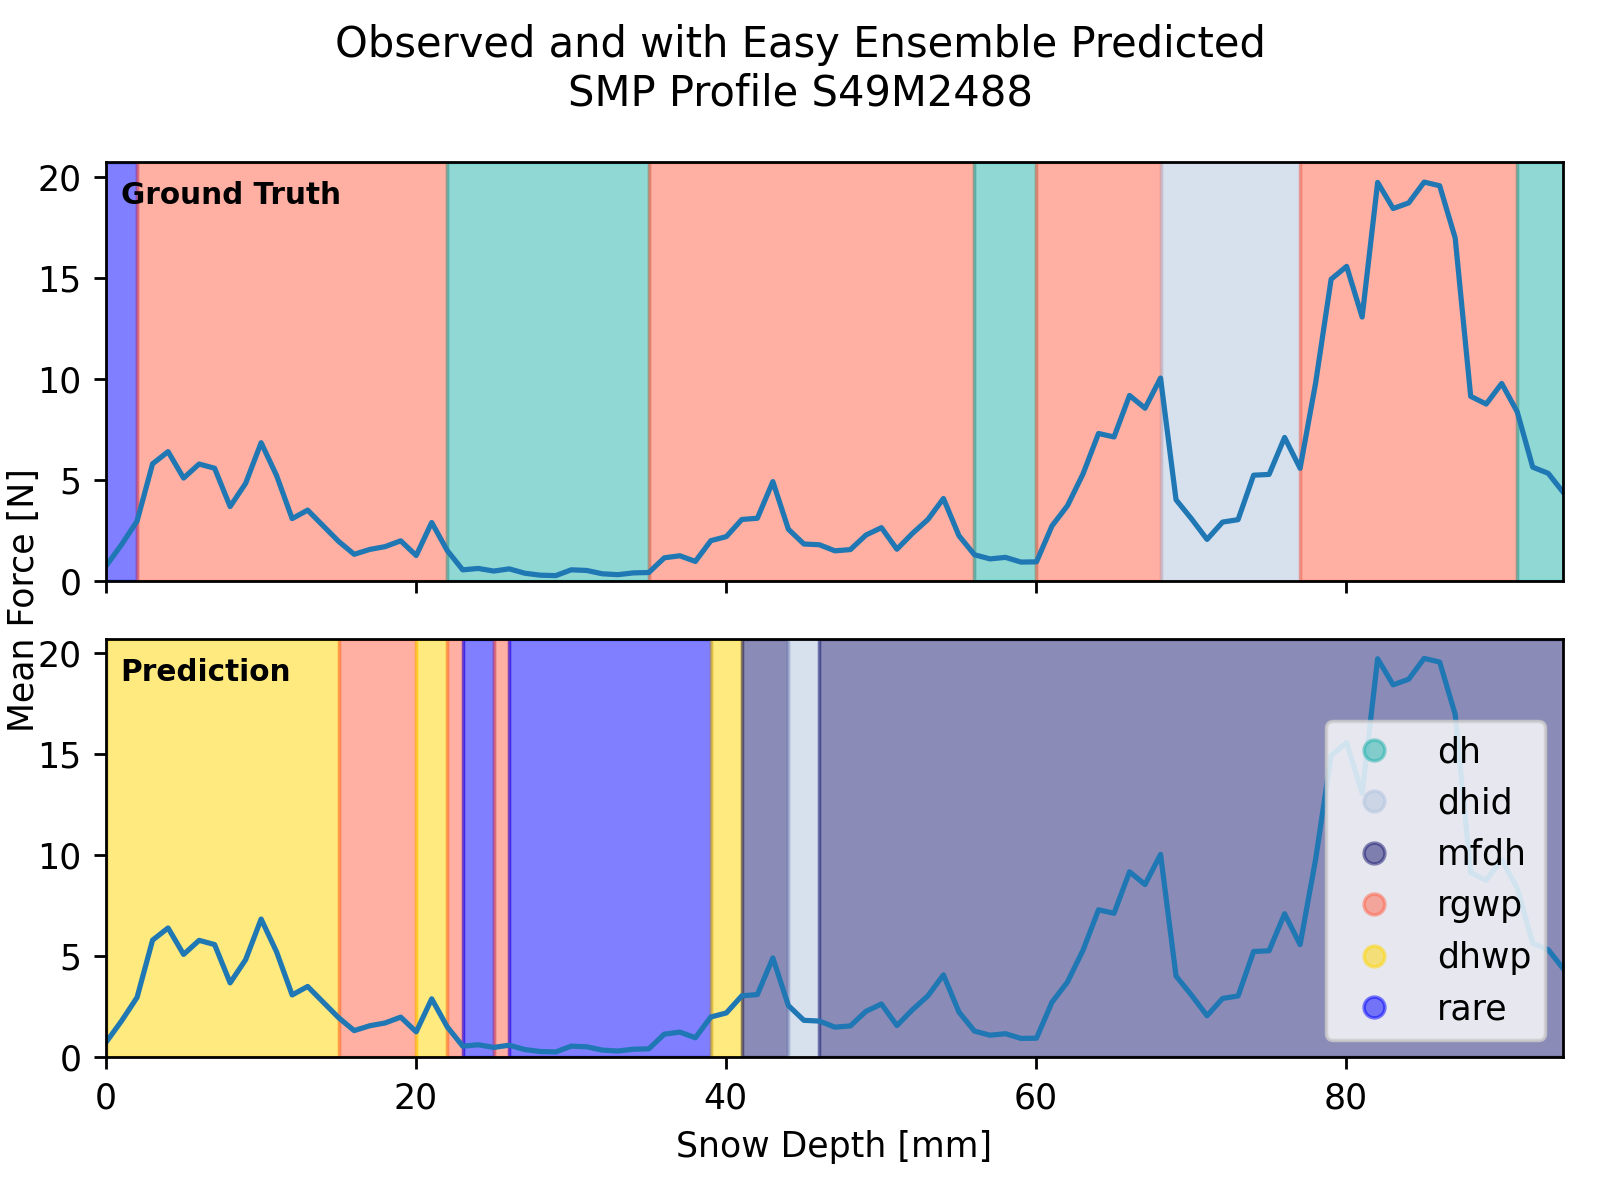 Observed and with Easy Ensemble Predicted
SMP Profile S49M2488
Mean Force [N]
20
15
10
5
0
Ground Truth
20
15
10
5
0
Prediction
dh
dhid
mfdh
rgwp
dhwp
rare
0 20 40 60 80
Snow Depth [mm]